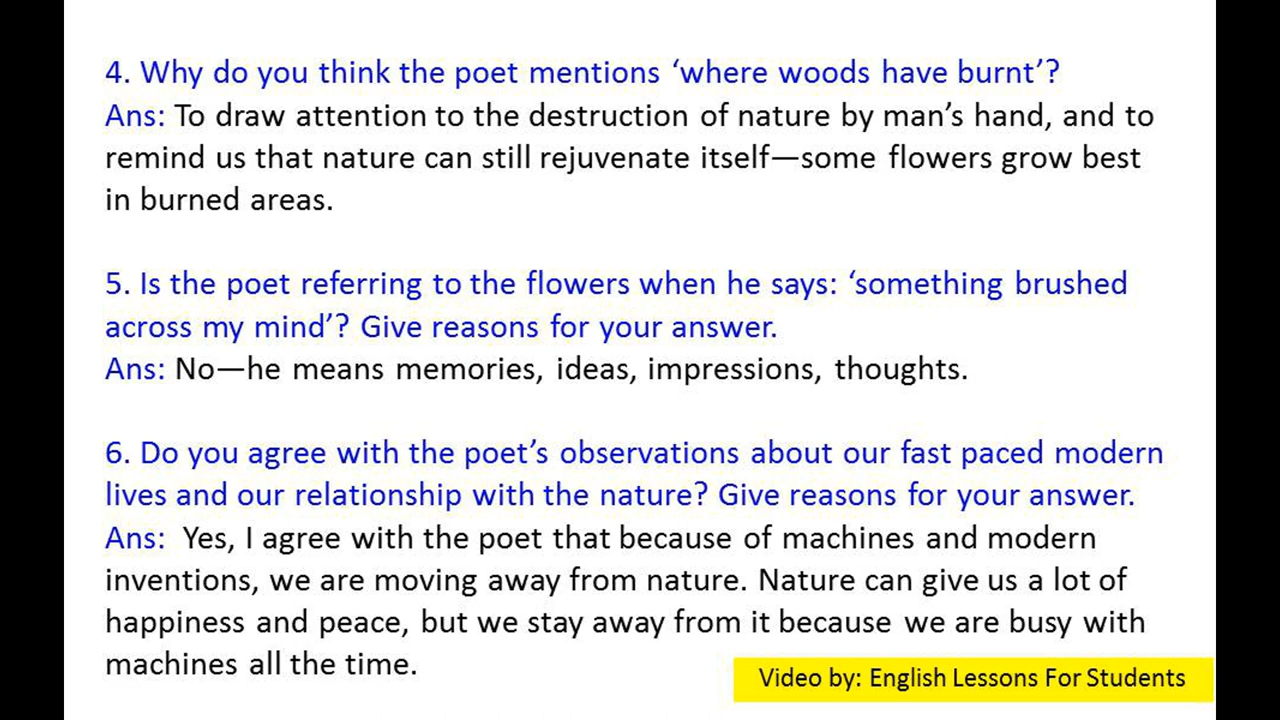 4. Why do you think the poet mentions ‘where woods have burnt’?
Ans: To draw attention to the destruction of nature by man’s hand, and to
remind us that nature can still rejuvenate itself—some flowers grow best
in burned areas.
5. Is the poet referring to the flowers when he says: ‘something brushed
across my mind’? Give reasons for your answer.
Ans: No—he means memories, ideas, impressions, thoughts.
6. Do you agree with the poet’s observations about our fast paced modern
lives and our relationship with the nature? Give reasons for your answer.
Ans: Yes, I agree with the poet that because of machines and modern
inventions, we are moving away from nature. Nature can give us a lot of
happiness and peace, but we stay away from it because we are busy with
machines all the time.
Video by: English Lessons For Students